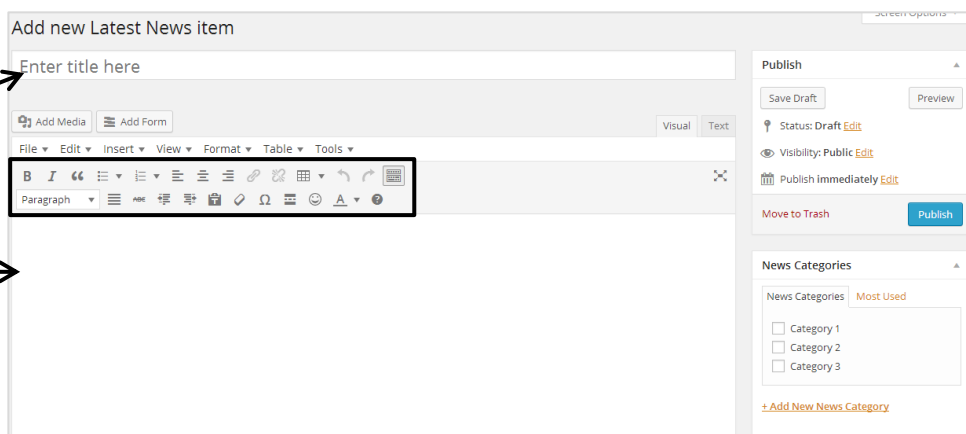 Screen Options
Add new Latest News item
Enter title here
Add Media
Add Form
Visual
Text
File
Edit
Insert
View
Format
Table
Tools
B I
Paragraph
ABC
Ω
A
Publish
Save Draft
Preview
Status: Draft Edit
Visibility: Public Edit
Publish immediately Edit
Move to Trash
Publish
News Categories
News Categories
Most Used
Category 1
Category 2
Category 3
+ Add New News Category